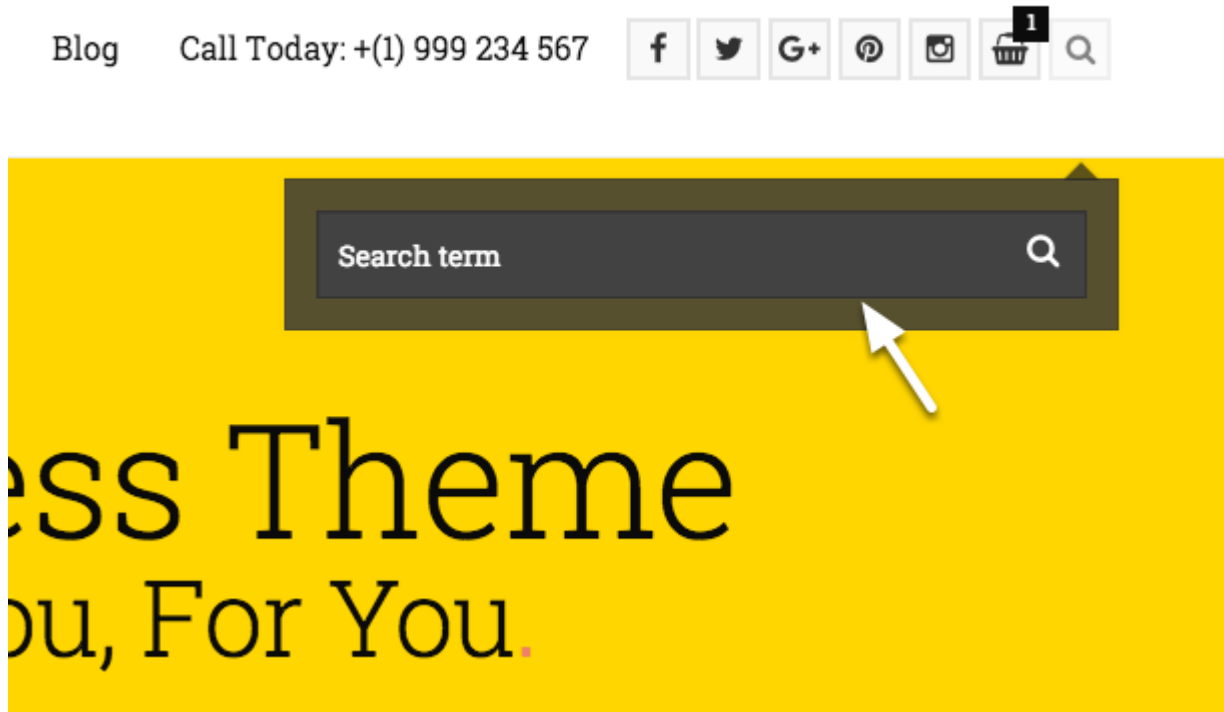 1
Blog Call Today: +(1) 999 234 567 f G+
Search term
ess Theme
ou, For You.